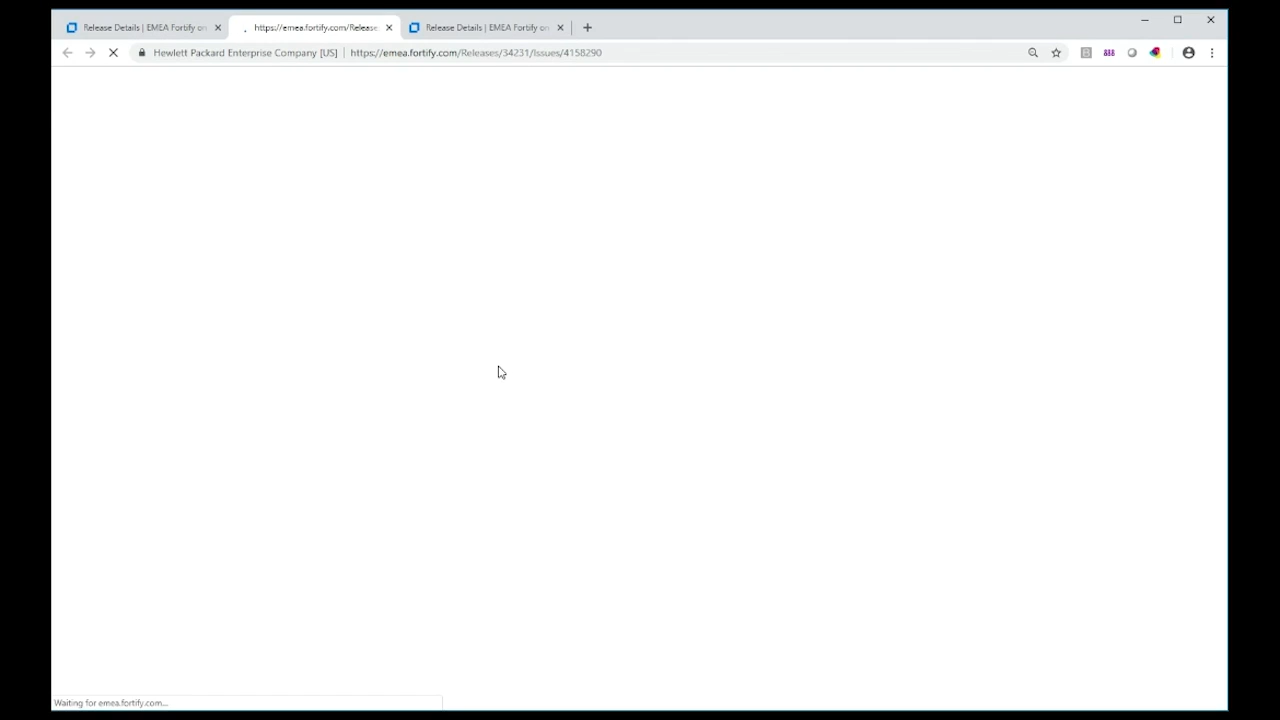 Release Details | EMEA Fortify on
https://emea.fortify.com/Release
Release Details | EMEA Fortify on
Hewlett Packard Enterprise Company [US]
https://emea.fortify.com/Releases/34231/Issues/4158290
Waiting for emea.fortify.com...